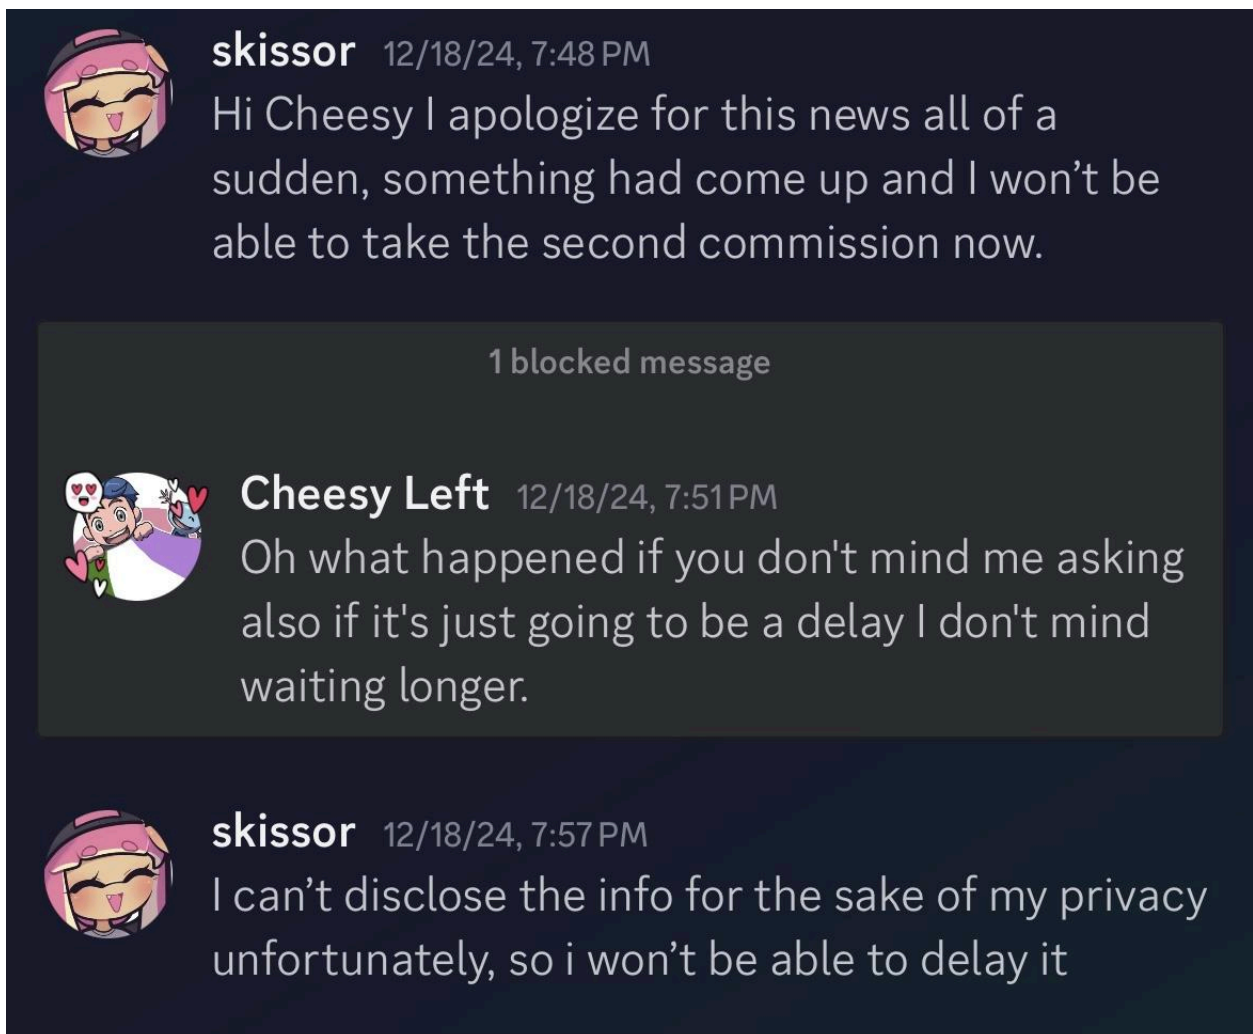 skissor 12/18/24, 7:48 PM
Hi Cheesy I apologize for this news all of a
sudden, something had come up and I won’t be
able to take the second commission now.
1 blocked message
Cheesy Left 12/18/24, 7:51 PM
Oh what happened if you don't mind me asking
also if it's just going to be a delay I don't mind
waiting longer.
skissor 12/18/24, 7:57 PM
I can’t disclose the info for the sake of my privacy
unfortunately, so i won’t be able to delay it